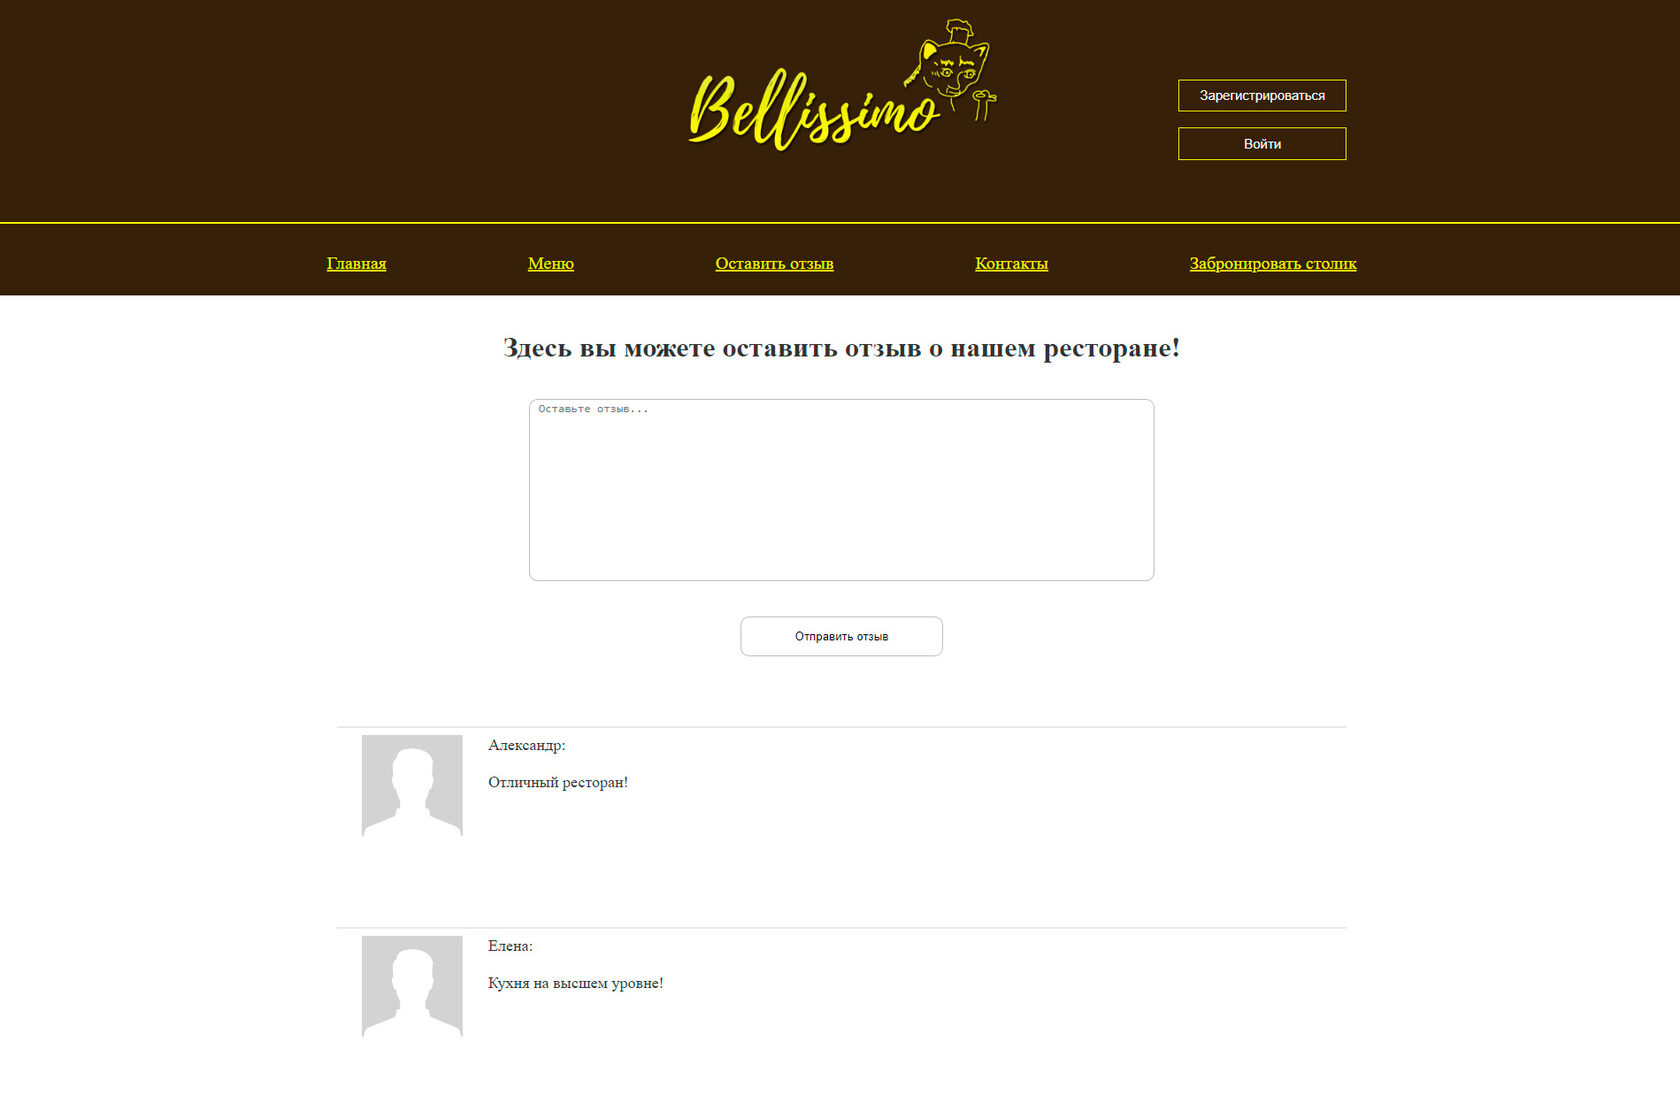 Bellissimo
Зарегистрироваться
Войти
Главная Меню Оставить отзыв Контакты Забронировать столик
Здесь вы можете оставить отзыв о нашем ресторане!
Оставьте отзыв...
Отправить отзыв
Александр:
Отличный ресторан!
Елена:
Кухня на высшем уровне!